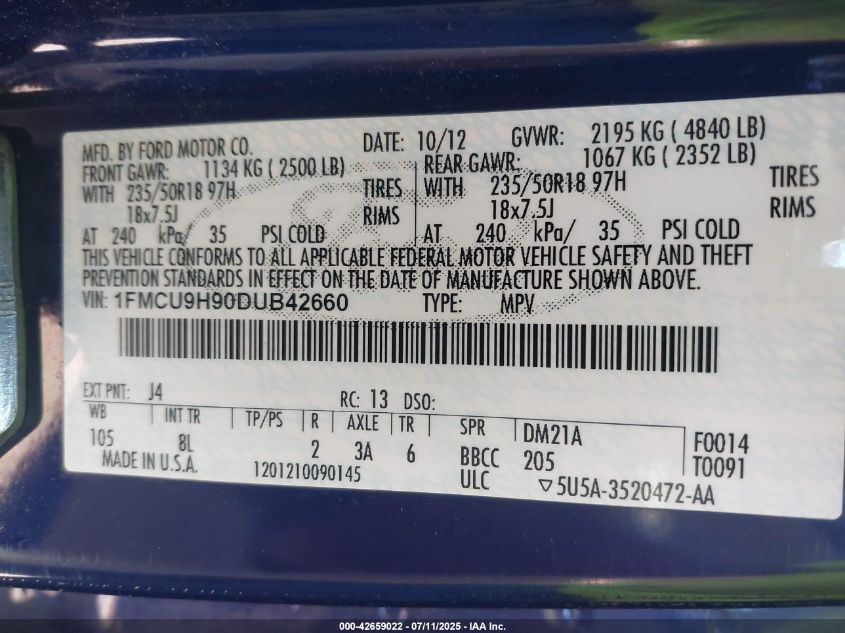 MFD. BY FORD MOTOR CO. DATE: 10/12 GVWR: 2195 KG ( 4840 LB)
FRONT GAWR: 1134 KG ( 2500 LB) REAR GAWR: 1067 KG ( 2352 LB)
WITH 235/50R18 97H TIRES WITH 235/50R18 97H TIRES
18x7.5J RIMS 18x7.5J RIMS
AT 240 kPa/ 35 PSI COLD AT 240 kPa/ 35 PSI COLD
THIS VEHICLE CONFORMS TO ALL APPLICABLE FEDERAL MOTOR VEHICLE SAFETY AND THEFT
PREVENTION STANDARDS IN EFFECT ON THE DATE OF MANUFACTURE SHOWN ABOVE.
VIN: 1FMCU9H90DUB42660 TYPE: MPV
EXT PNT: J4 RC: 13 DSO:
WB INT TR TP/PS R AXLE TR SPR DM21A F0014
105 8L 2 3A 6 BBCC 205 T0091
MADE IN U.S.A. 1201210090145 ULC ▽5U5A-3520472-AA
000-42659022 - 07/11/2025 - IAA Inc.